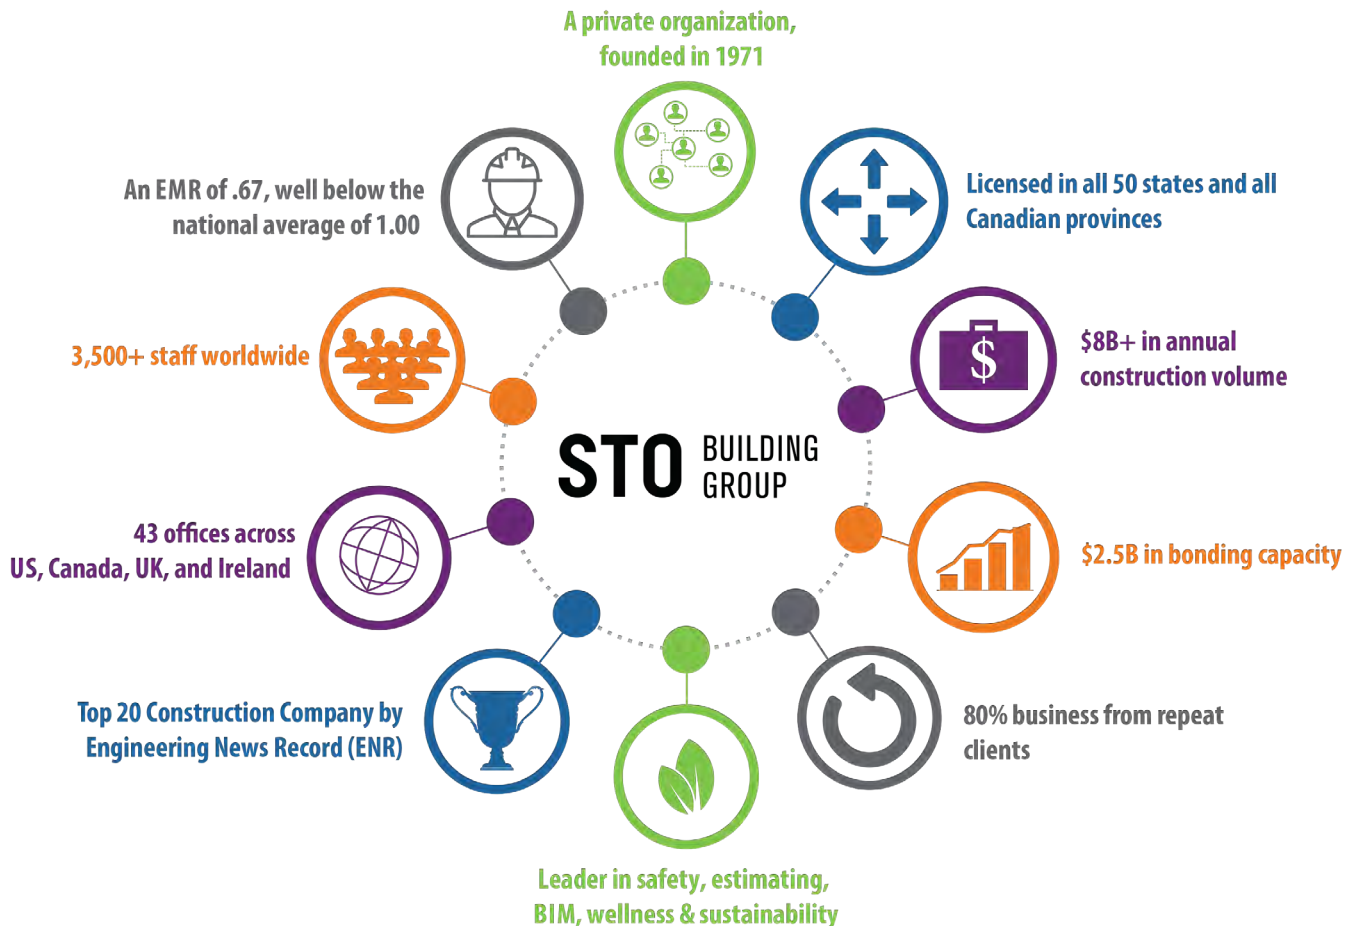 A private organization,
founded in 1971
An EMR of .67, well below the
national average of 1.00
Licensed in all 50 states and all
Canadian provinces
3,500+ staff worldwide
$
$8B+ in annual
construction volume
STO BUILDING
GROUP
43 offices across
US, Canada, UK, and Ireland
$2.5B in bonding capacity
Top 20 Construction Company by
Engineering News Record (ENR)
80% business from repeat
clients
Leader in safety, estimating,
BIM, wellness & sustainability